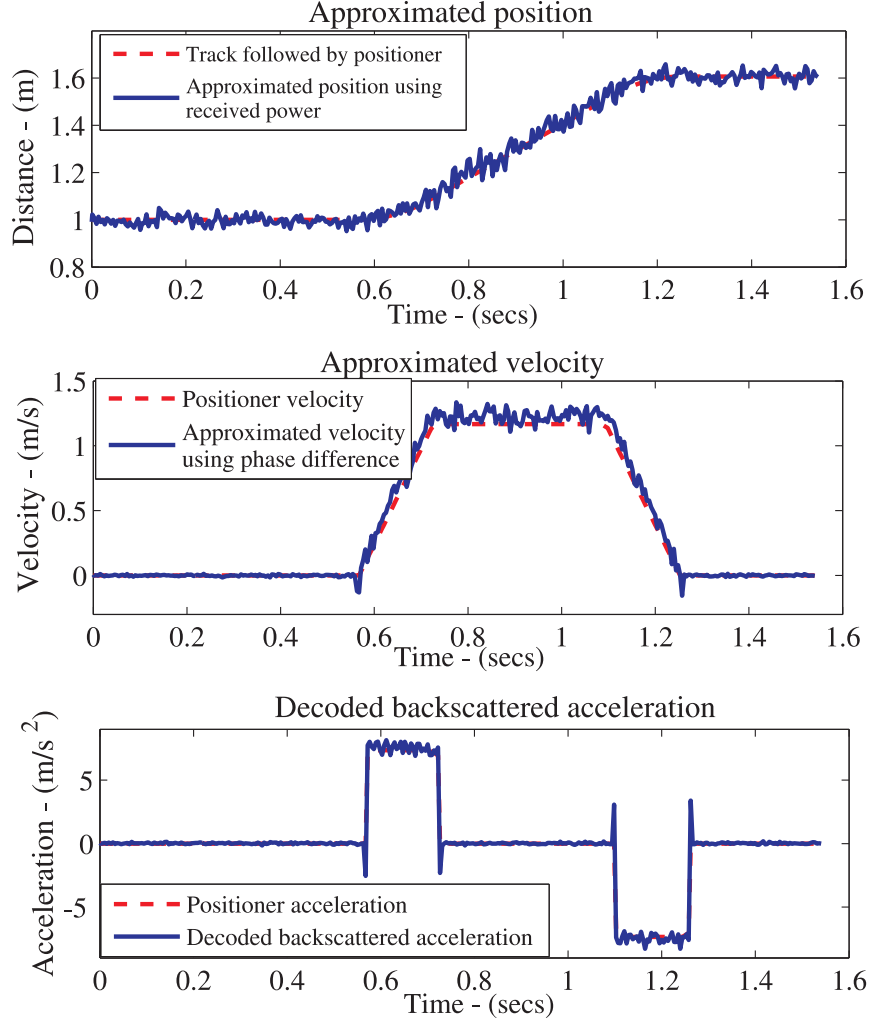 Approximated position
Track followed by positioner
Approximated position using
received power
Distance - (m)
1.6
1.4
1.2
1
0.8
0 0.2 0.4 0.6 0.8 1 1.2 1.4 1.6
Time - (secs)
Approximated velocity
Positioner velocity
Approximated velocity
using phase difference
Velocity - (m/s)
1.5
1
0.5
0
0 0.2 0.4 0.6 0.8 1 1.2 1.4 1.6
Time - (secs)
Decoded backscattered acceleration
Acceleration - (m/s²)
5
0
-5
Positioner acceleration
Decoded backscattered acceleration
0 0.2 0.4 0.6 0.8 1 1.2 1.4 1.6
Time - (secs)